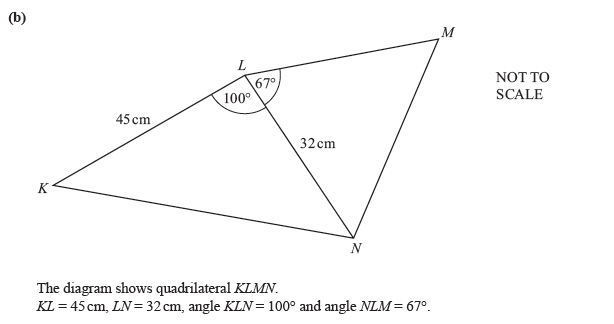 (b)
M
L
67°
NOT TO
SCALE
100°
45 cm
32 cm
K
N
The diagram shows quadrilateral KLMN.
KL = 45 cm, LN = 32 cm, angle KLN = 100° and angle NLM = 67°.